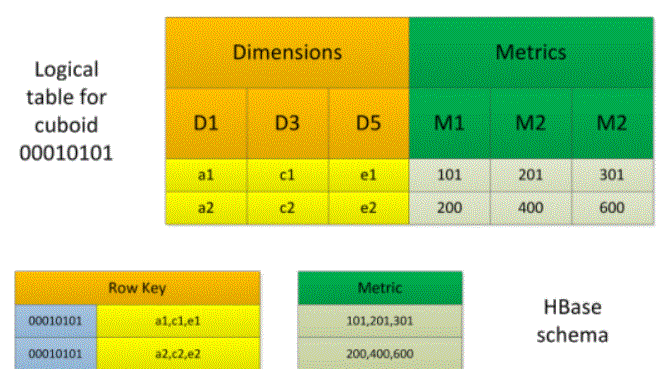 Logical
table for
cuboid
00010101
Dimensions Metrics
D1 D3 D5 M1 M2 M2
a1 c1 e1 101 201 301
a2 c2 e2 200 400 600
Row Key Metric
00010101 a1,c1,e1 101,201,301
00010101 a2,c2,e2 200,400,600
HBase
schema